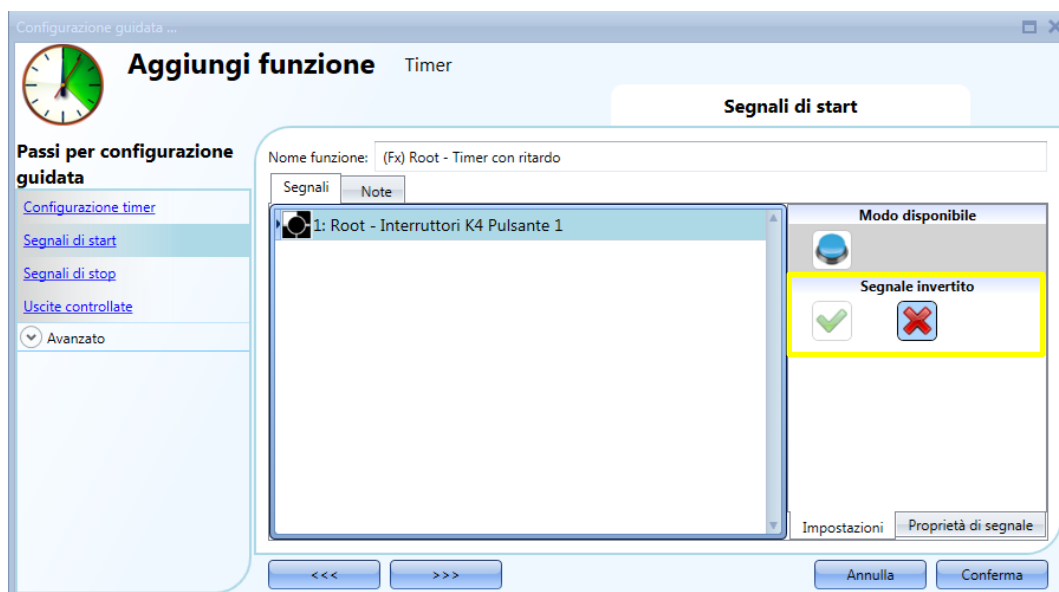 Configurazione guidata ...
Aggiungi funzione Timer
Segnali di start
Passi per configurazione
guidata
Configurazione timer
Segnali di start
Segnali di stop
Uscite controllate
Avanzato
Nome funzione: (Fx) Root - Timer con ritardo
Segnali Note
1: Root - Interruttori K4 Pulsante 1
Modo disponibile
Segnale invertito
Impostazioni Proprietà di segnale
<<< >>> Annulla Conferma